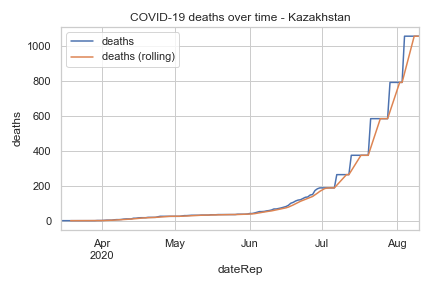 COVID-19 deaths over time - Kazakhstan
deaths
deaths (rolling)
1000
800
600
400
200
0
deaths
Apr
2020
May
Jun
Jul
Aug
dateRep